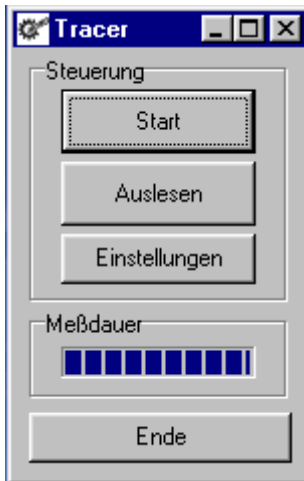 Tracer
Steuerung
Start
Auslesen
Einstellungen
Meßdauer
Ende